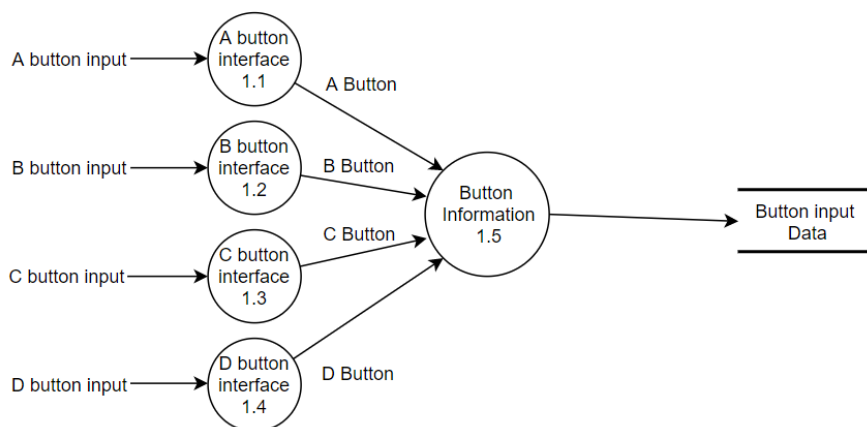 A button input
A button
interface
1.1
A Button
B button input
B button
interface
1.2
B Button
C button input
C button
interface
1.3
C Button
D button input
D button
interface
1.4
D Button
Button
Information
1.5
Button input
Data